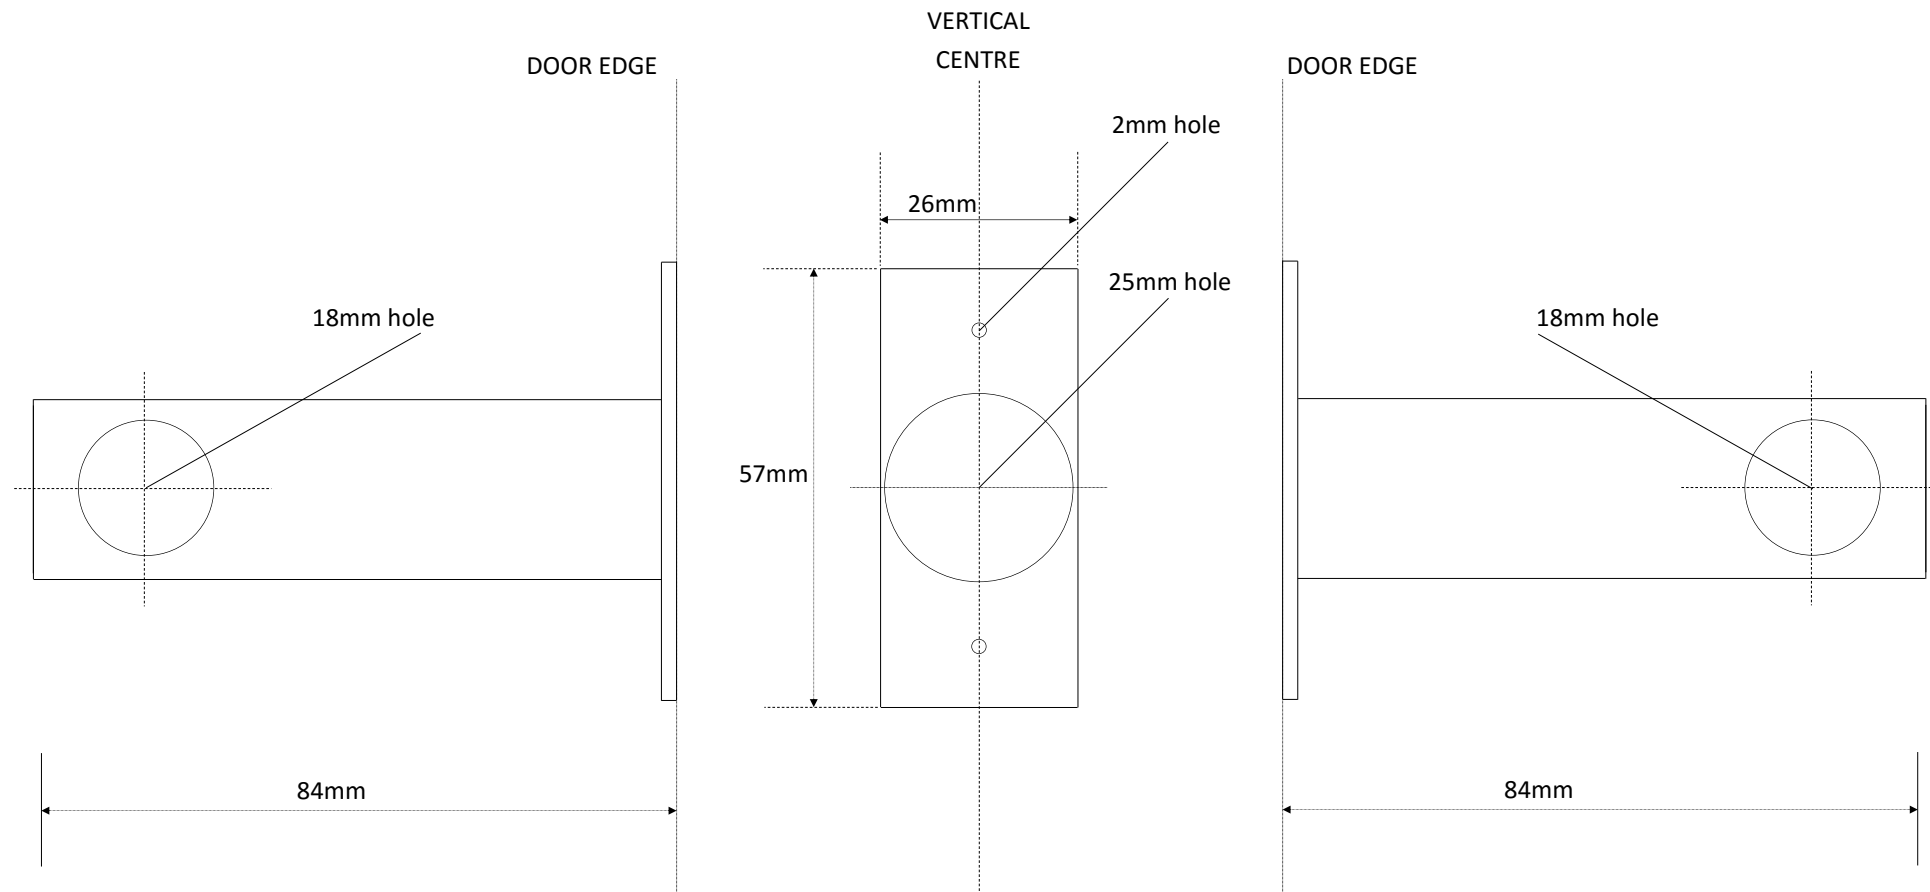 VERTICAL
CENTRE
DOOR EDGE
DOOR EDGE
2mm hole
26mm
25mm hole
18mm hole
18mm hole
57mm
84mm
84mm